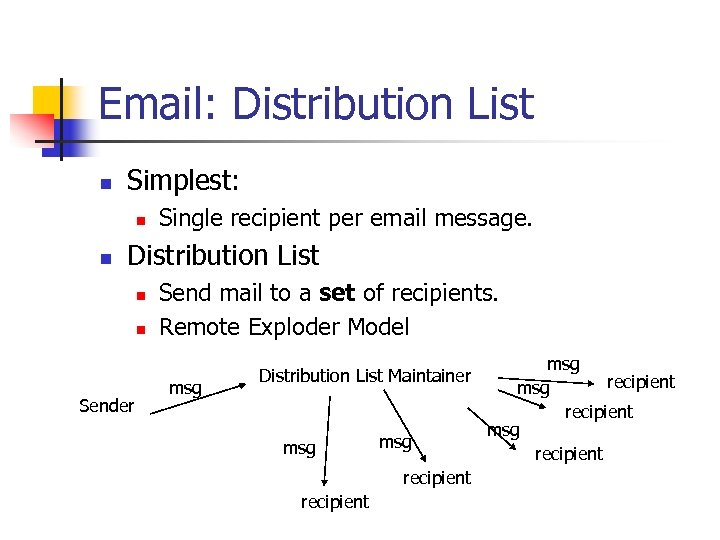 Email: Distribution List
Simplest:
Single recipient per email message.
Distribution List
Send mail to a set of recipients.
Remote Exploder Model
Sender
msg
Distribution List Maintainer
msg
recipient
msg
recipient
msg
recipient
msg
recipient
msg
recipient